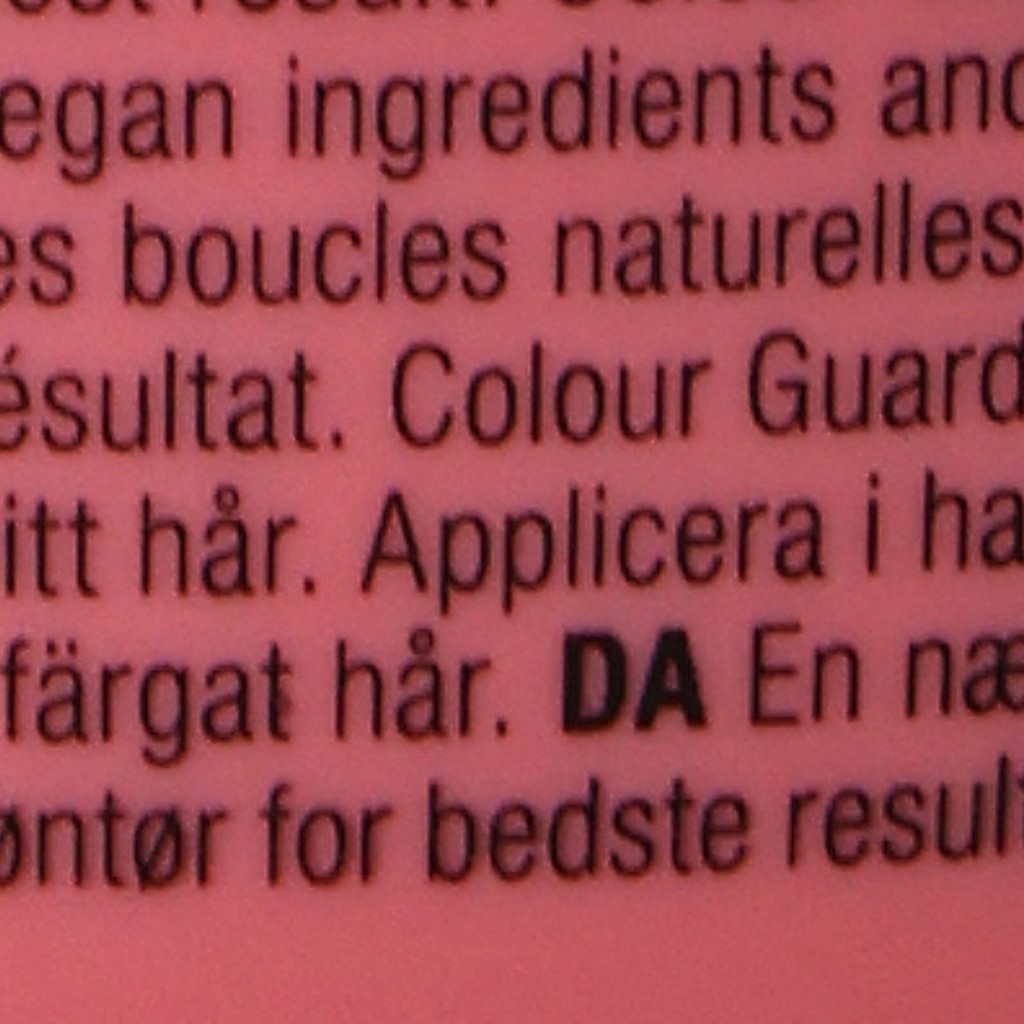 egan ingredients and
es boucles naturelles
ésultat. Colour Guard
itt hår. Applicera i ha
färgat hår. DA En næ
øntør for bedste result